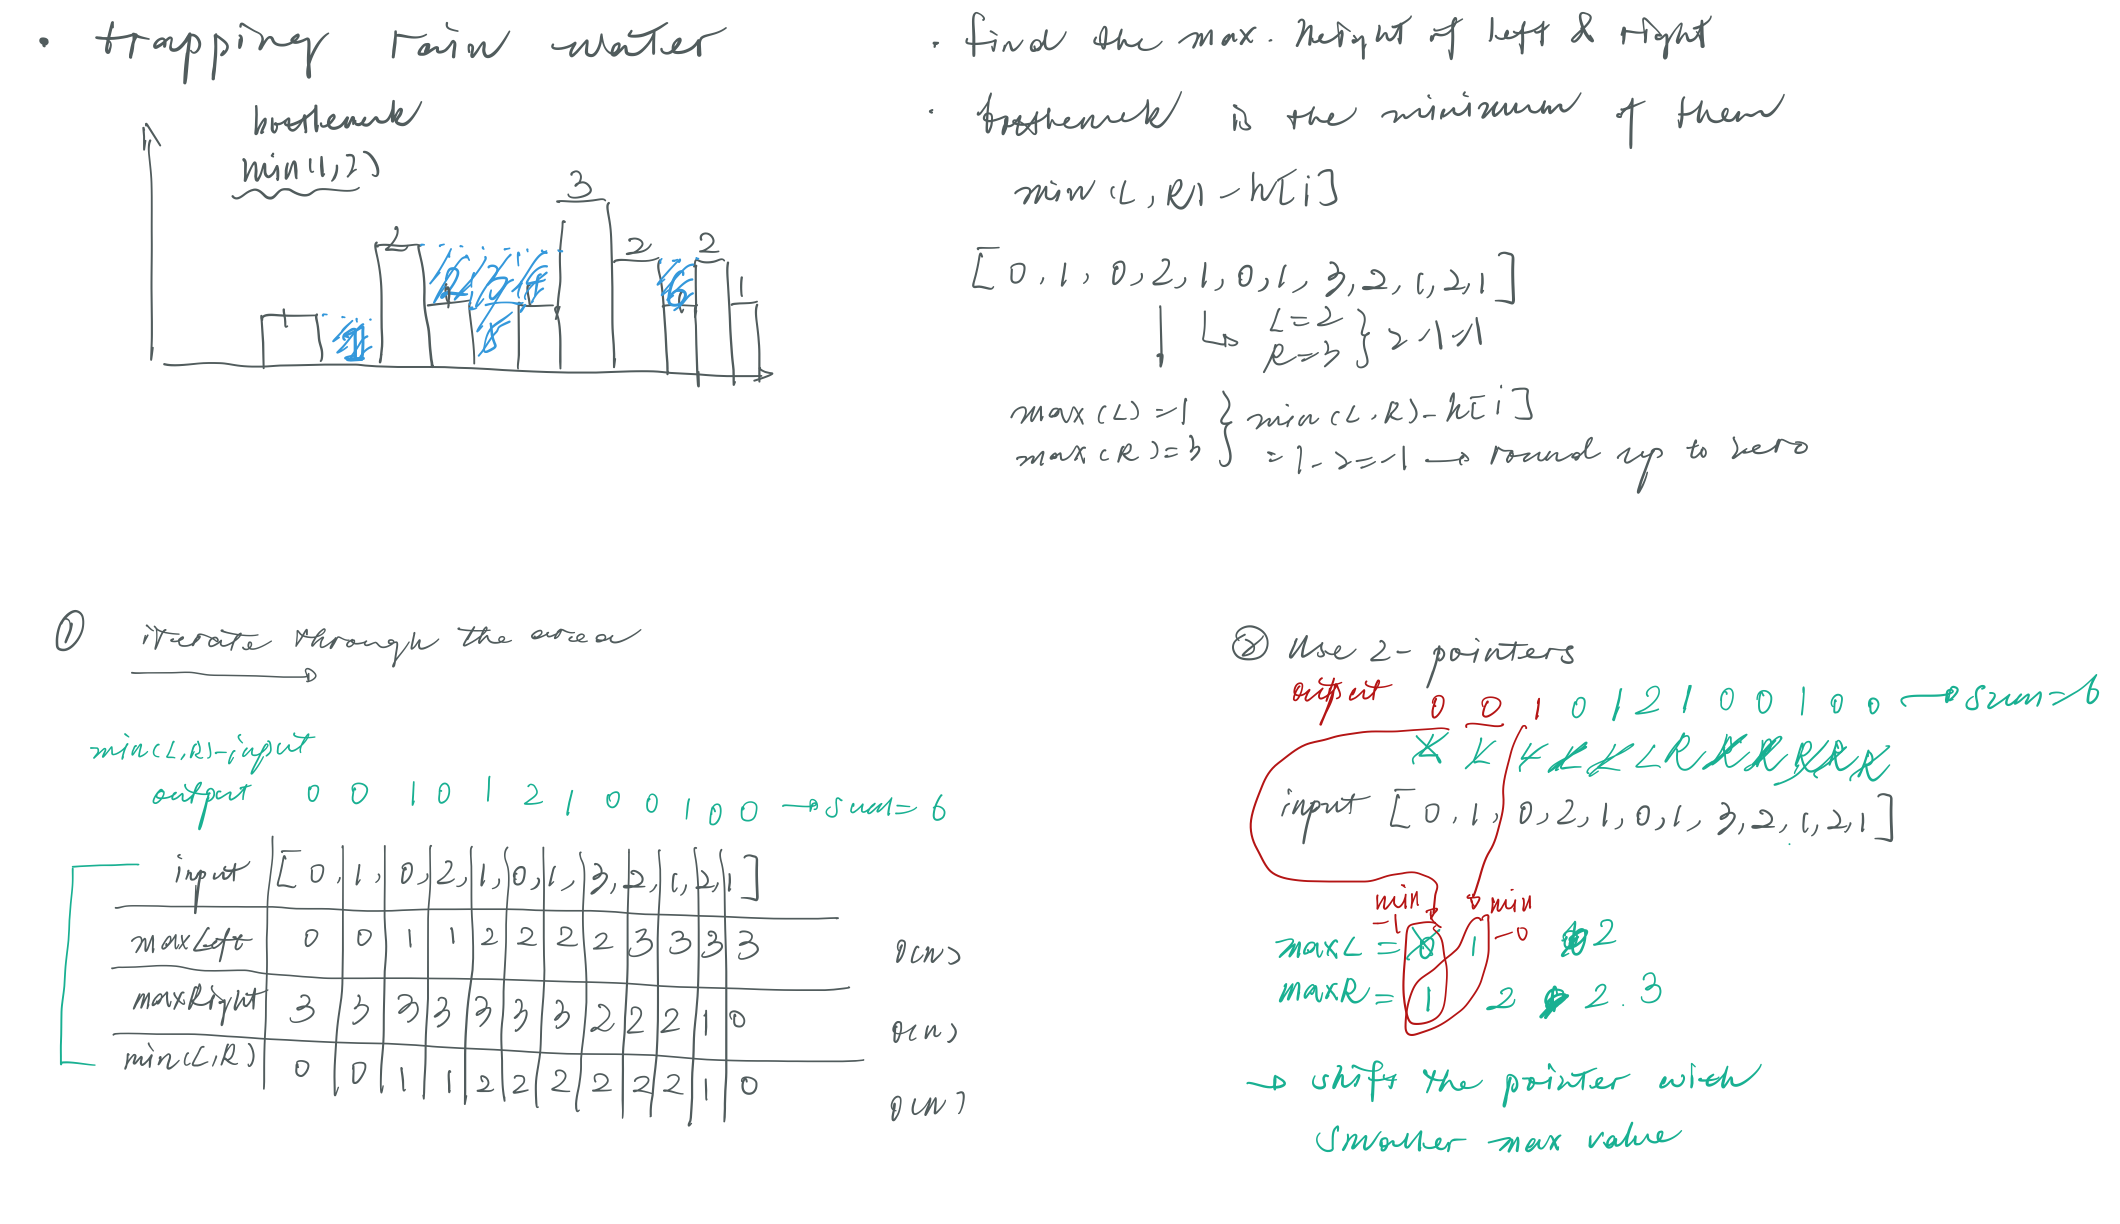 • trapping rain water
bottleneck
min(1,2)
1 1 2 1 2 3 5 1 4 3 2 1 6 2 1
• find the max. height of left & right
• bottleneck is the minimum of them
min(L,R) - h[i]
[0, 1, 0, 2, 1, 0, 1, 3, 2, 1, 2, 1]
L=2
R=3 } 2-1=1
max(L)=1 } min(L,R)-h[i]
max(R)=3 } =1-2=-1 → round up to zero
① iterate through the area
min(L,R)-input
output 0 0 1 0 1 2 1 0 0 1 0 0 → sum=6
input [0, 1, 0, 2, 1, 0, 1, 3, 2, 1, 2, 1]
maxLeft 0 0 1 1 2 2 2 2 3 3 3 3 O(n)
maxRight 3 3 3 3 3 3 3 2 2 2 1 0 O(n)
min(L,R) 0 0 1 1 2 2 2 2 2 2 1 0 O(n)
② Use 2-pointers
output 0 0 1 0 1 2 1 0 0 1 0 0 → sum=6
L L L L L L R R R R R R
input [0, 1, 0, 2, 1, 0, 1, 3, 2, 1, 2, 1]
min -1 min -0
maxL = 0 1 2
maxR = 1 2 2 . 3
→ shift the pointer with
smaller max value